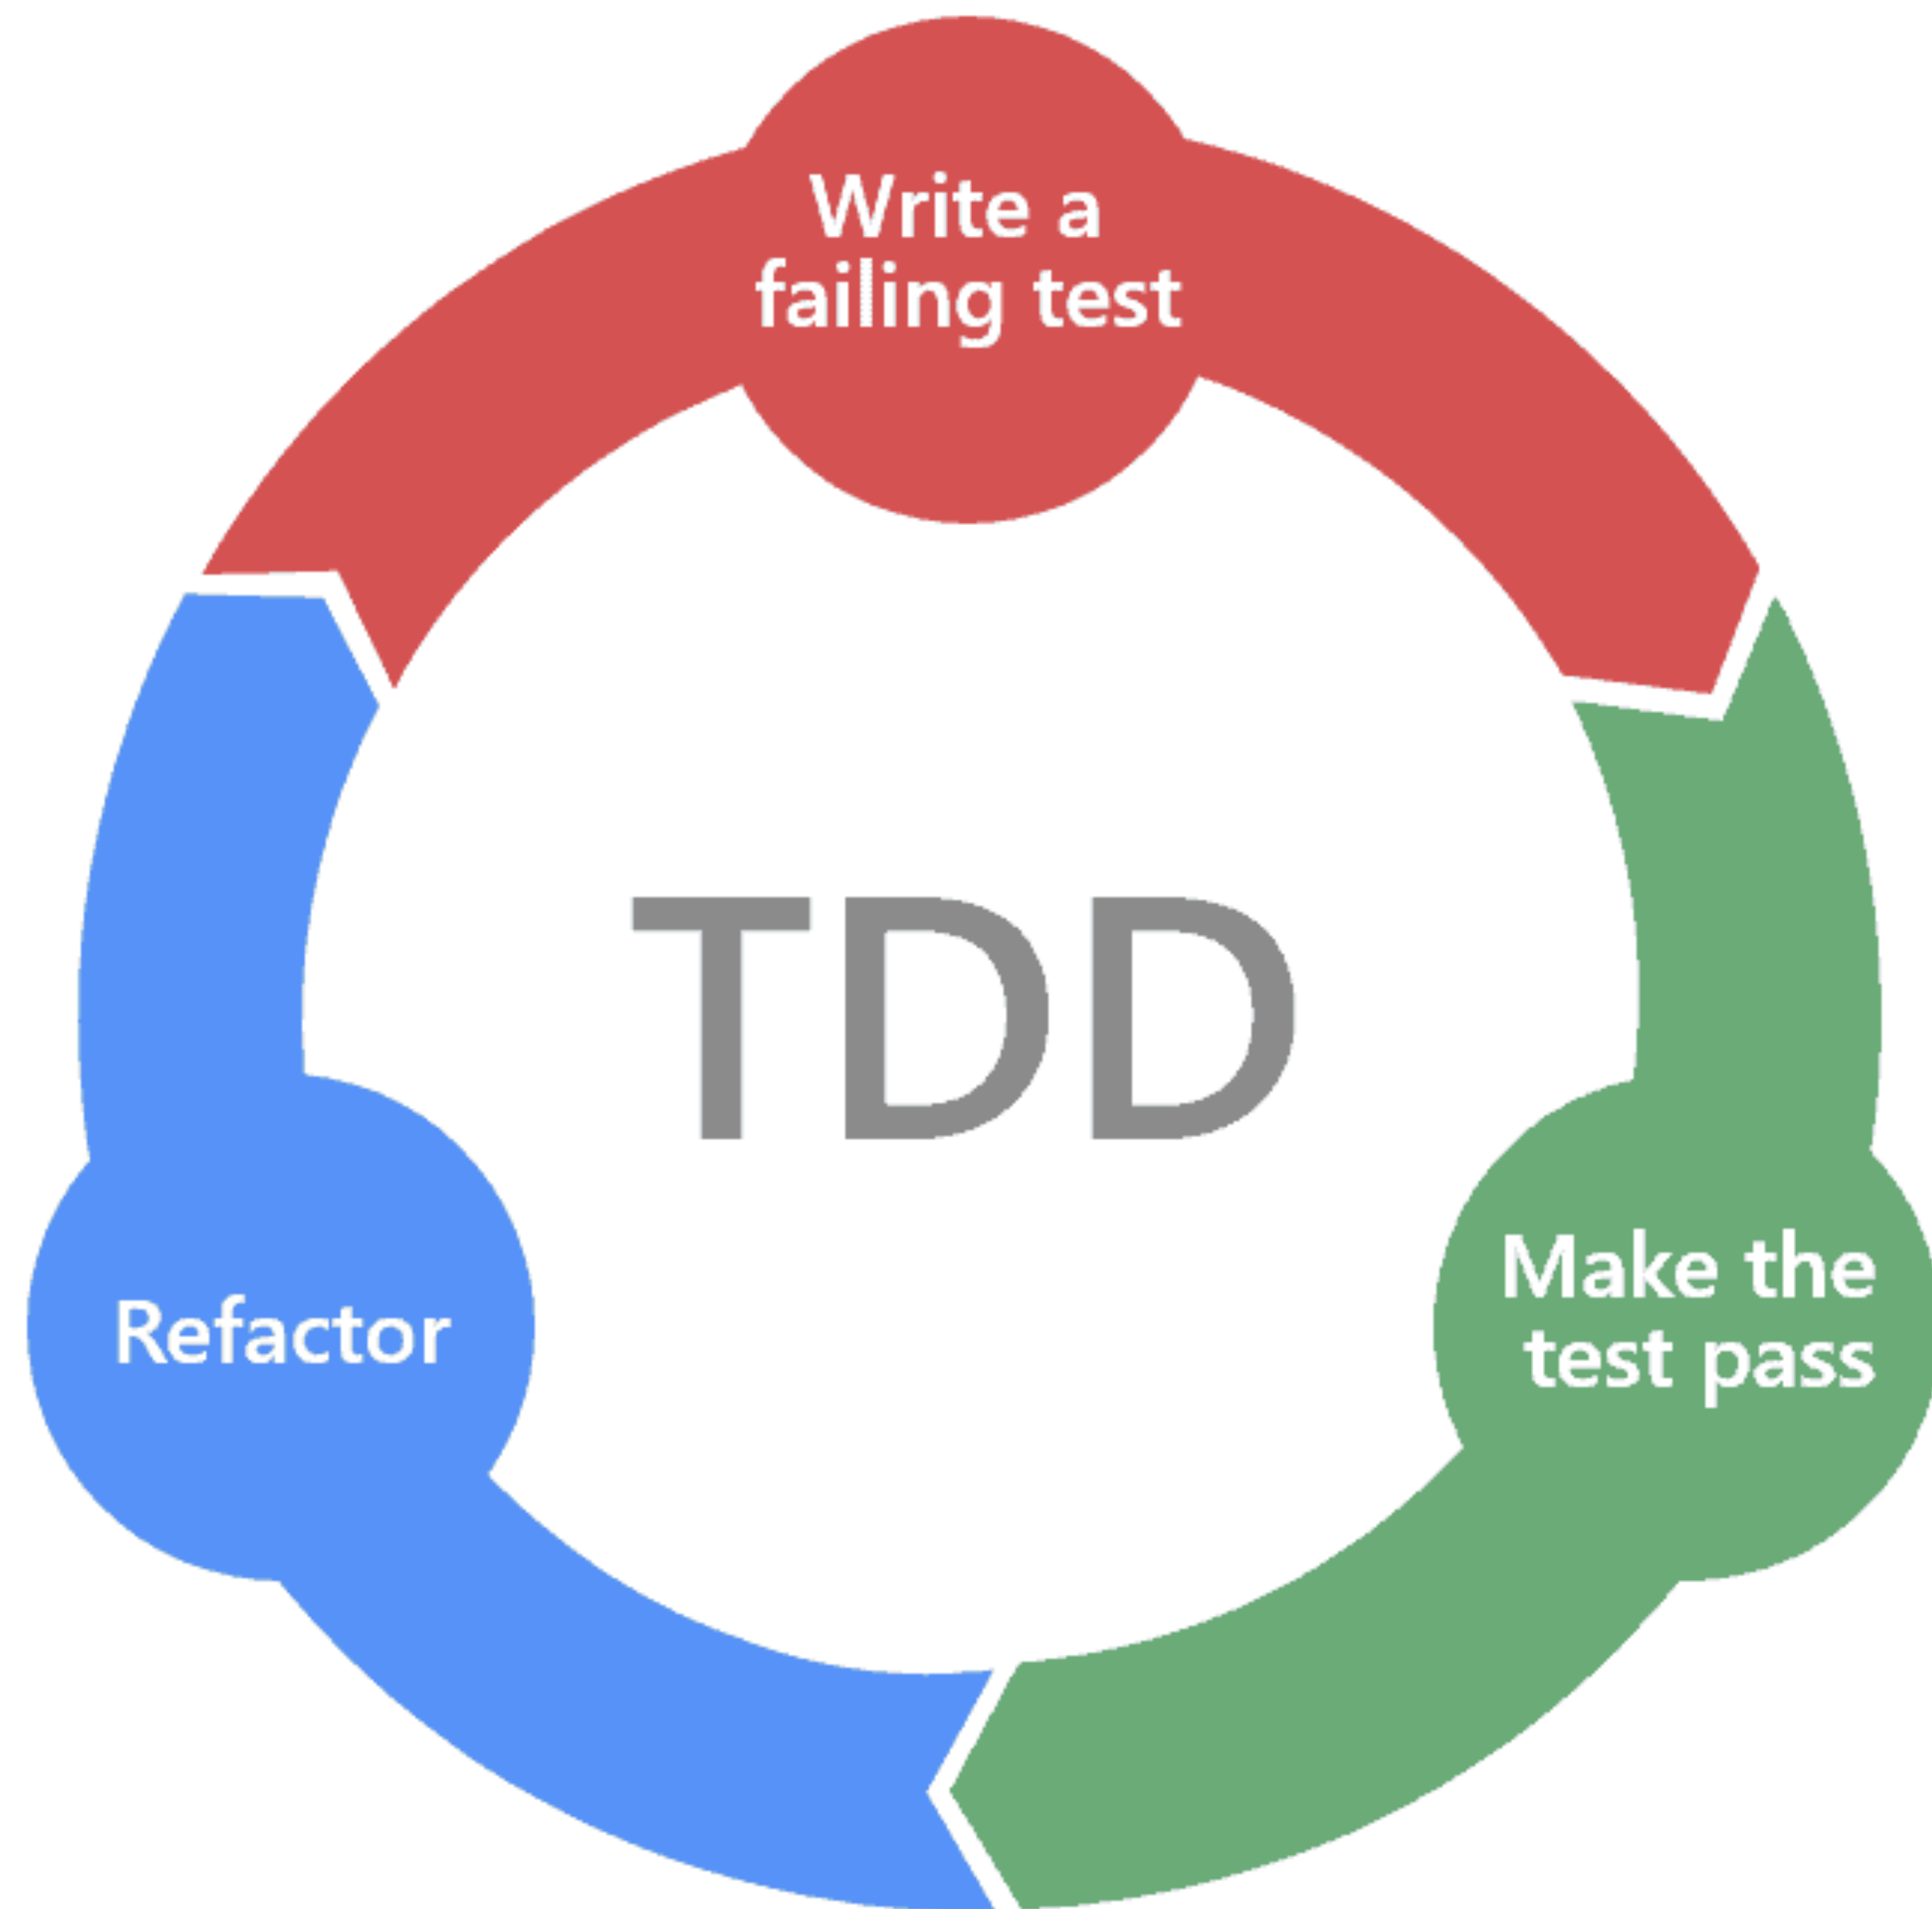 Write a
failing test
TDD
Make the
test pass
Refactor